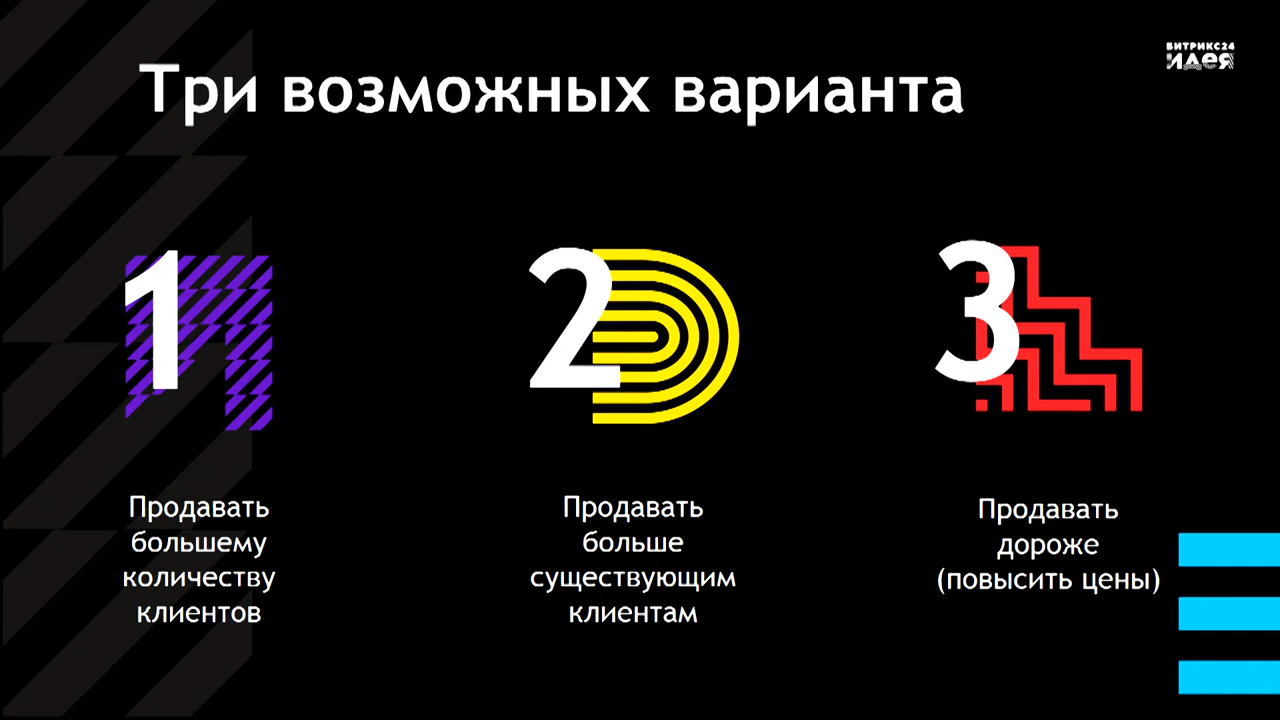 Три возможных варианта
БИТРИКС24
идея
1
2
3
Продавать
большему
количеству
клиентов
Продавать
больше
существующим
клиентам
Продавать
дороже
(повысить цены)